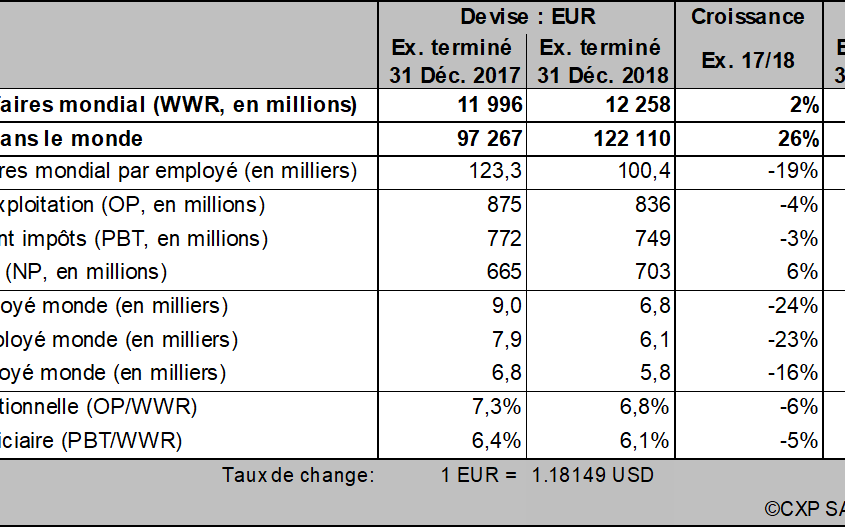 Devise : EUR Croissance
Ex. terminé Ex. terminé Ex. 17/18
31 Déc. 2017 31 Déc. 2018
faires mondial (WWR, en millions) 11 996 12 258 2%
ans le monde 97 267 122 110 26%
res mondial par employé (en milliers) 123,3 100,4 -19%
xploitation (OP, en millions) 875 836 -4%
nt impôts (PBT, en millions) 772 749 -3%
(NP, en millions) 665 703 6%
oyé monde (en milliers) 9,0 6,8 -24%
ployé monde (en milliers) 7,9 6,1 -23%
oyé monde (en milliers) 6,8 5,8 -16%
tionnelle (OP/WWR) 7,3% 6,8% -6%
iciaire (PBT/WWR) 6,4% 6,1% -5%
Taux de change: 1 EUR = 1.18149 USD
©CXP SA